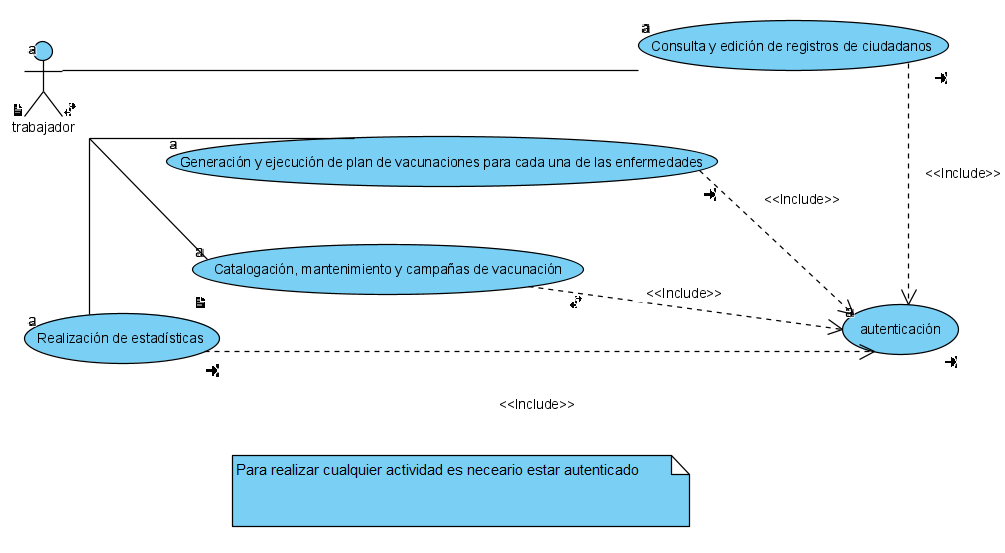 a
a
Consulta y edición de registros de ciudadanos
trabajador
a
Generación y ejecución de plan de vacunaciones para cada una de las enfermedades
<<Include>>
<<Include>>
a
Catalogación, mantenimiento y campañas de vacunación
<<Include>>
a
Realización de estadísticas
a
autenticación
<<Include>>
Para realizar cualquier actividad es neceario estar autenticado